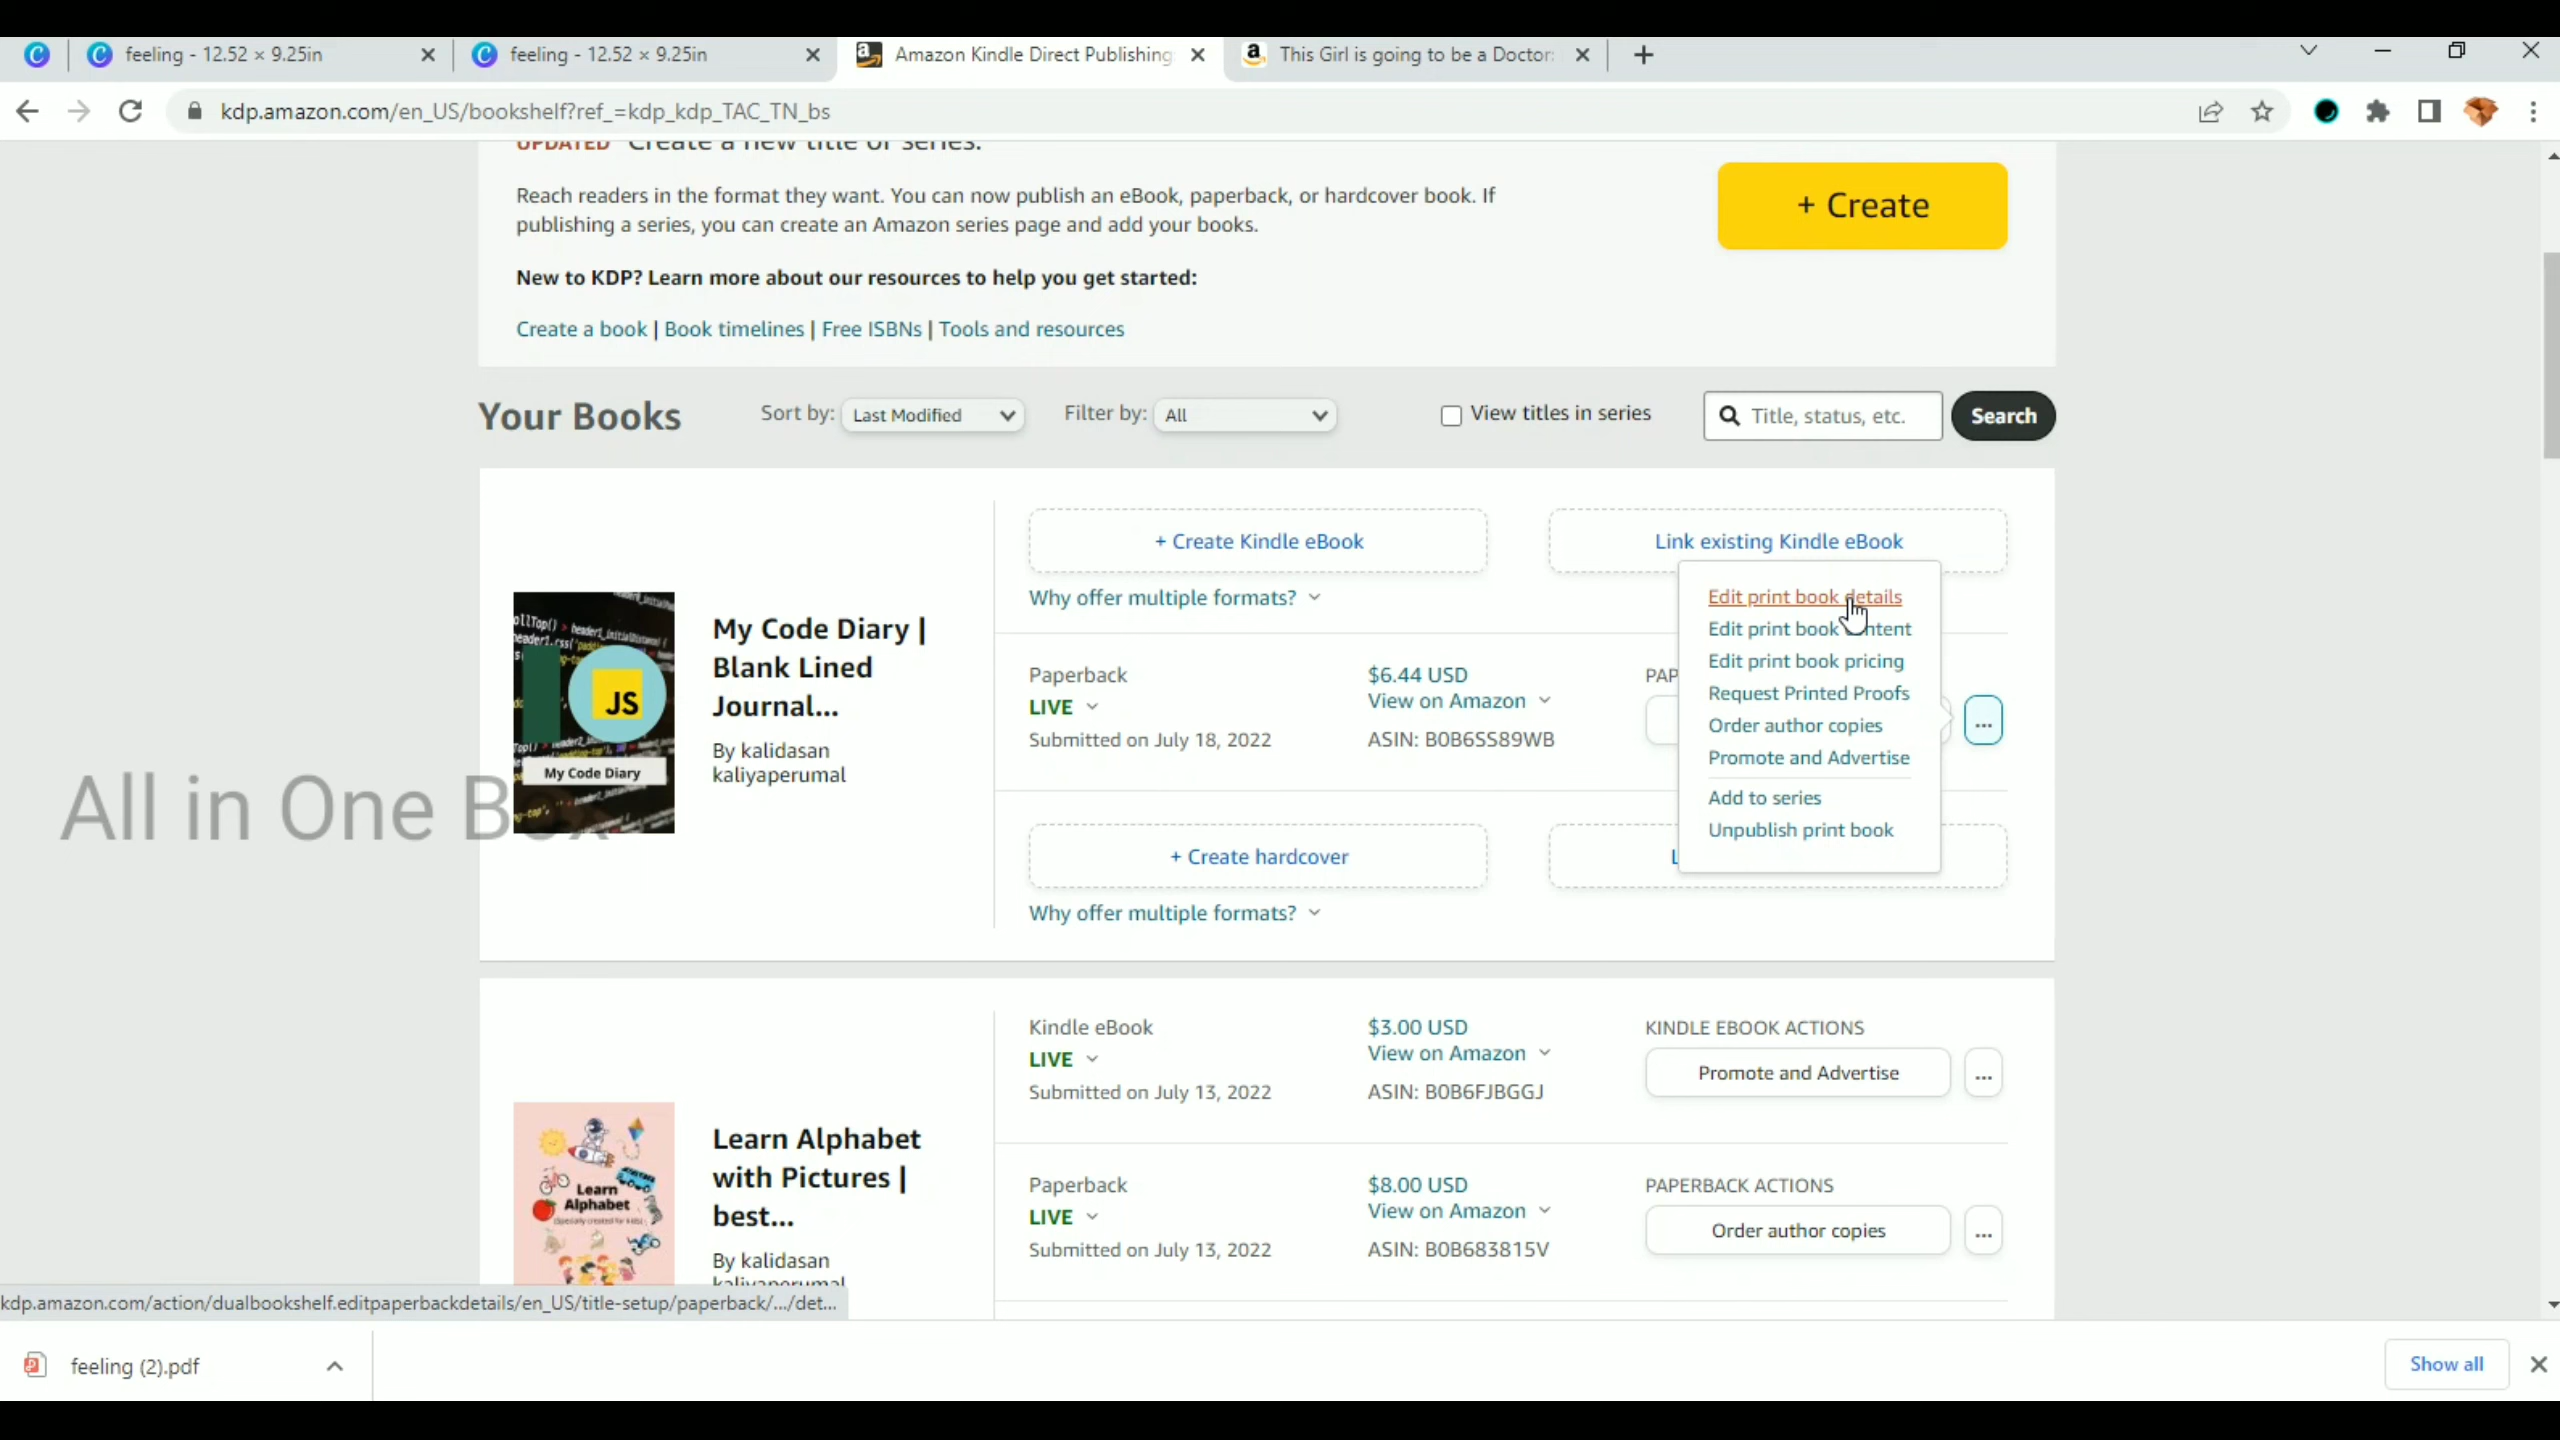 feeling - 12.52 × 9.25in
feeling - 12.52 × 9.25in
Amazon Kindle Direct Publishing
This Girl is going to be a Doctor:
kdp.amazon.com/en_US/bookshelf?ref_=kdp_kdp_TAC_TN_bs
UPDATED Create a new title or series.
Reach readers in the format they want. You can now publish an eBook, paperback, or hardcover book. If
publishing a series, you can create an Amazon series page and add your books.
+ Create
New to KDP? Learn more about our resources to help you get started:
Create a book | Book timelines | Free ISBNs | Tools and resources
Your Books
Sort by: Last Modified
Filter by: All
View titles in series
Title, status, etc.
Search
+ Create Kindle eBook
Link existing Kindle eBook
Why offer multiple formats?
My Code Diary |
Blank Lined
Journal...
By kalidasan
kaliyaperumal
JS
My Code Diary
Paperback
LIVE
Submitted on July 18, 2022
$6.44 USD
View on Amazon
ASIN: B0B6SS89WB
PAP
...
Edit print book details
Edit print book content
Edit print book pricing
Request Printed Proofs
Order author copies
Promote and Advertise
Add to series
Unpublish print book
All in One Box
+ Create hardcover
L
Why offer multiple formats?
Learn
Alphabet
Learn Alphabet
with Pictures |
best...
By kalidasan
kaliyaperumal
Kindle eBook
LIVE
Submitted on July 13, 2022
$3.00 USD
View on Amazon
ASIN: B0B6FJBGGJ
KINDLE EBOOK ACTIONS
Promote and Advertise
...
Paperback
LIVE
Submitted on July 13, 2022
$8.00 USD
View on Amazon
ASIN: B0B683815V
PAPERBACK ACTIONS
Order author copies
...
kdp.amazon.com/action/dualbookshelf.editpaperbackdetails/en_US/title-setup/paperback/.../det...
feeling (2).pdf
Show all